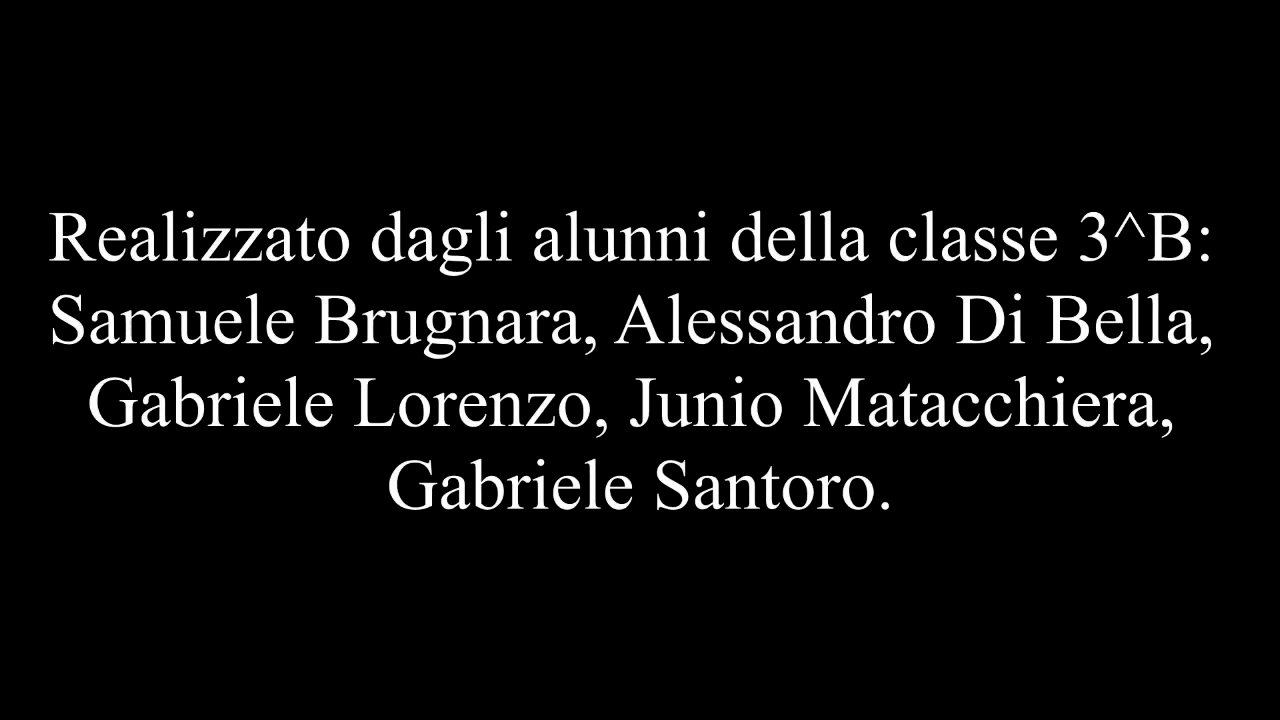 Realizzato dagli alunni della classe 3^B:
Samuele Brugnara, Alessandro Di Bella,
Gabriele Lorenzo, Junio Matacchiera,
Gabriele Santoro.